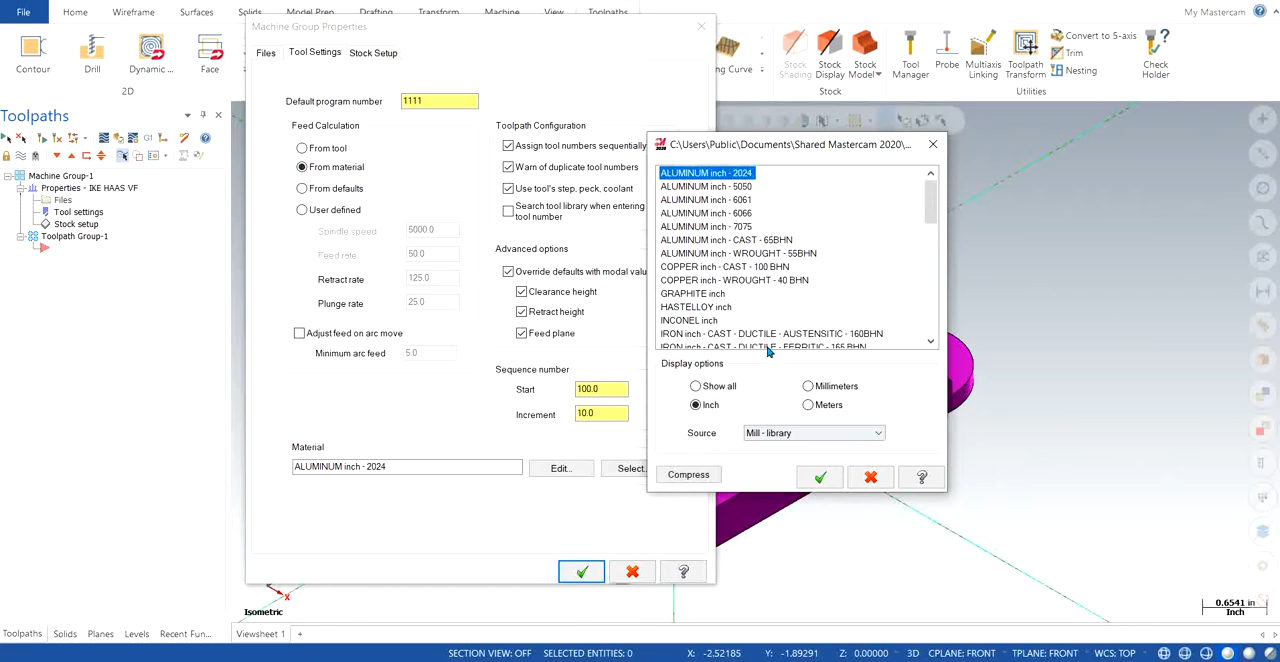 File Home Wireframe Surfaces Solids Model Prep Drafting Transform Machine View Toolpaths My Mastercam
Contour Drill Dynamic ... Face
2D
ng Curve
Stock Shading
Stock Display
Stock Model
Stock
Tool Manager
Probe
Multiaxis Linking
Toolpath Transform
Convert to 5-axis
Trim
Nesting
Utilities
Check Holder
Toolpaths
G1
Machine Group-1
Properties - IKE HAAS VF
Files
Tool settings
Stock setup
Toolpath Group-1
Machine Group Properties
Files Tool Settings Stock Setup
Default program number 1111
Feed Calculation
From tool
From material
From defaults
User defined
Spindle speed 5000.0
Feed rate 50.0
Retract rate 125.0
Plunge rate 25.0
Adjust feed on arc move
Minimum arc feed 5.0
Toolpath Configuration
Assign tool numbers sequentially
Warn of duplicate tool numbers
Use tool's step, peck, coolant
Search tool library when entering
tool number
Advanced options
Override defaults with modal valu
Clearance height
Retract height
Feed plane
Sequence number
Start 100.0
Increment 10.0
Material
ALUMINUM inch - 2024 Edit... Select.
C:\Users\Public\Documents\Shared Mastercam 2020\...
ALUMINUM inch - 2024
ALUMINUM inch - 5050
ALUMINUM inch - 6061
ALUMINUM inch - 6066
ALUMINUM inch - 7075
ALUMINUM inch - CAST - 65BHN
ALUMINUM inch - WROUGHT - 55BHN
COPPER inch - CAST - 100 BHN
COPPER inch - WROUGHT - 40 BHN
GRAPHITE inch
HASTELLOY inch
INCONEL inch
IRON inch - CAST - DUCTILE - AUSTENSITIC - 160BHN
IRON inch - CAST - DUCTILE - FERRITIC - 165 BHN
Display options
Show all Millimeters
Inch Meters
Source Mill - library
Compress
X
Isometric
0.6541 in
Inch
Toolpaths Solids Planes Levels Recent Fun... Viewsheet 1 +
SECTION VIEW: OFF SELECTED ENTITIES: 0 X: -2.52185 Y: -1.89291 Z: 0.00000 3D CPLANE: FRONT TPLANE: FRONT WCS: TOP